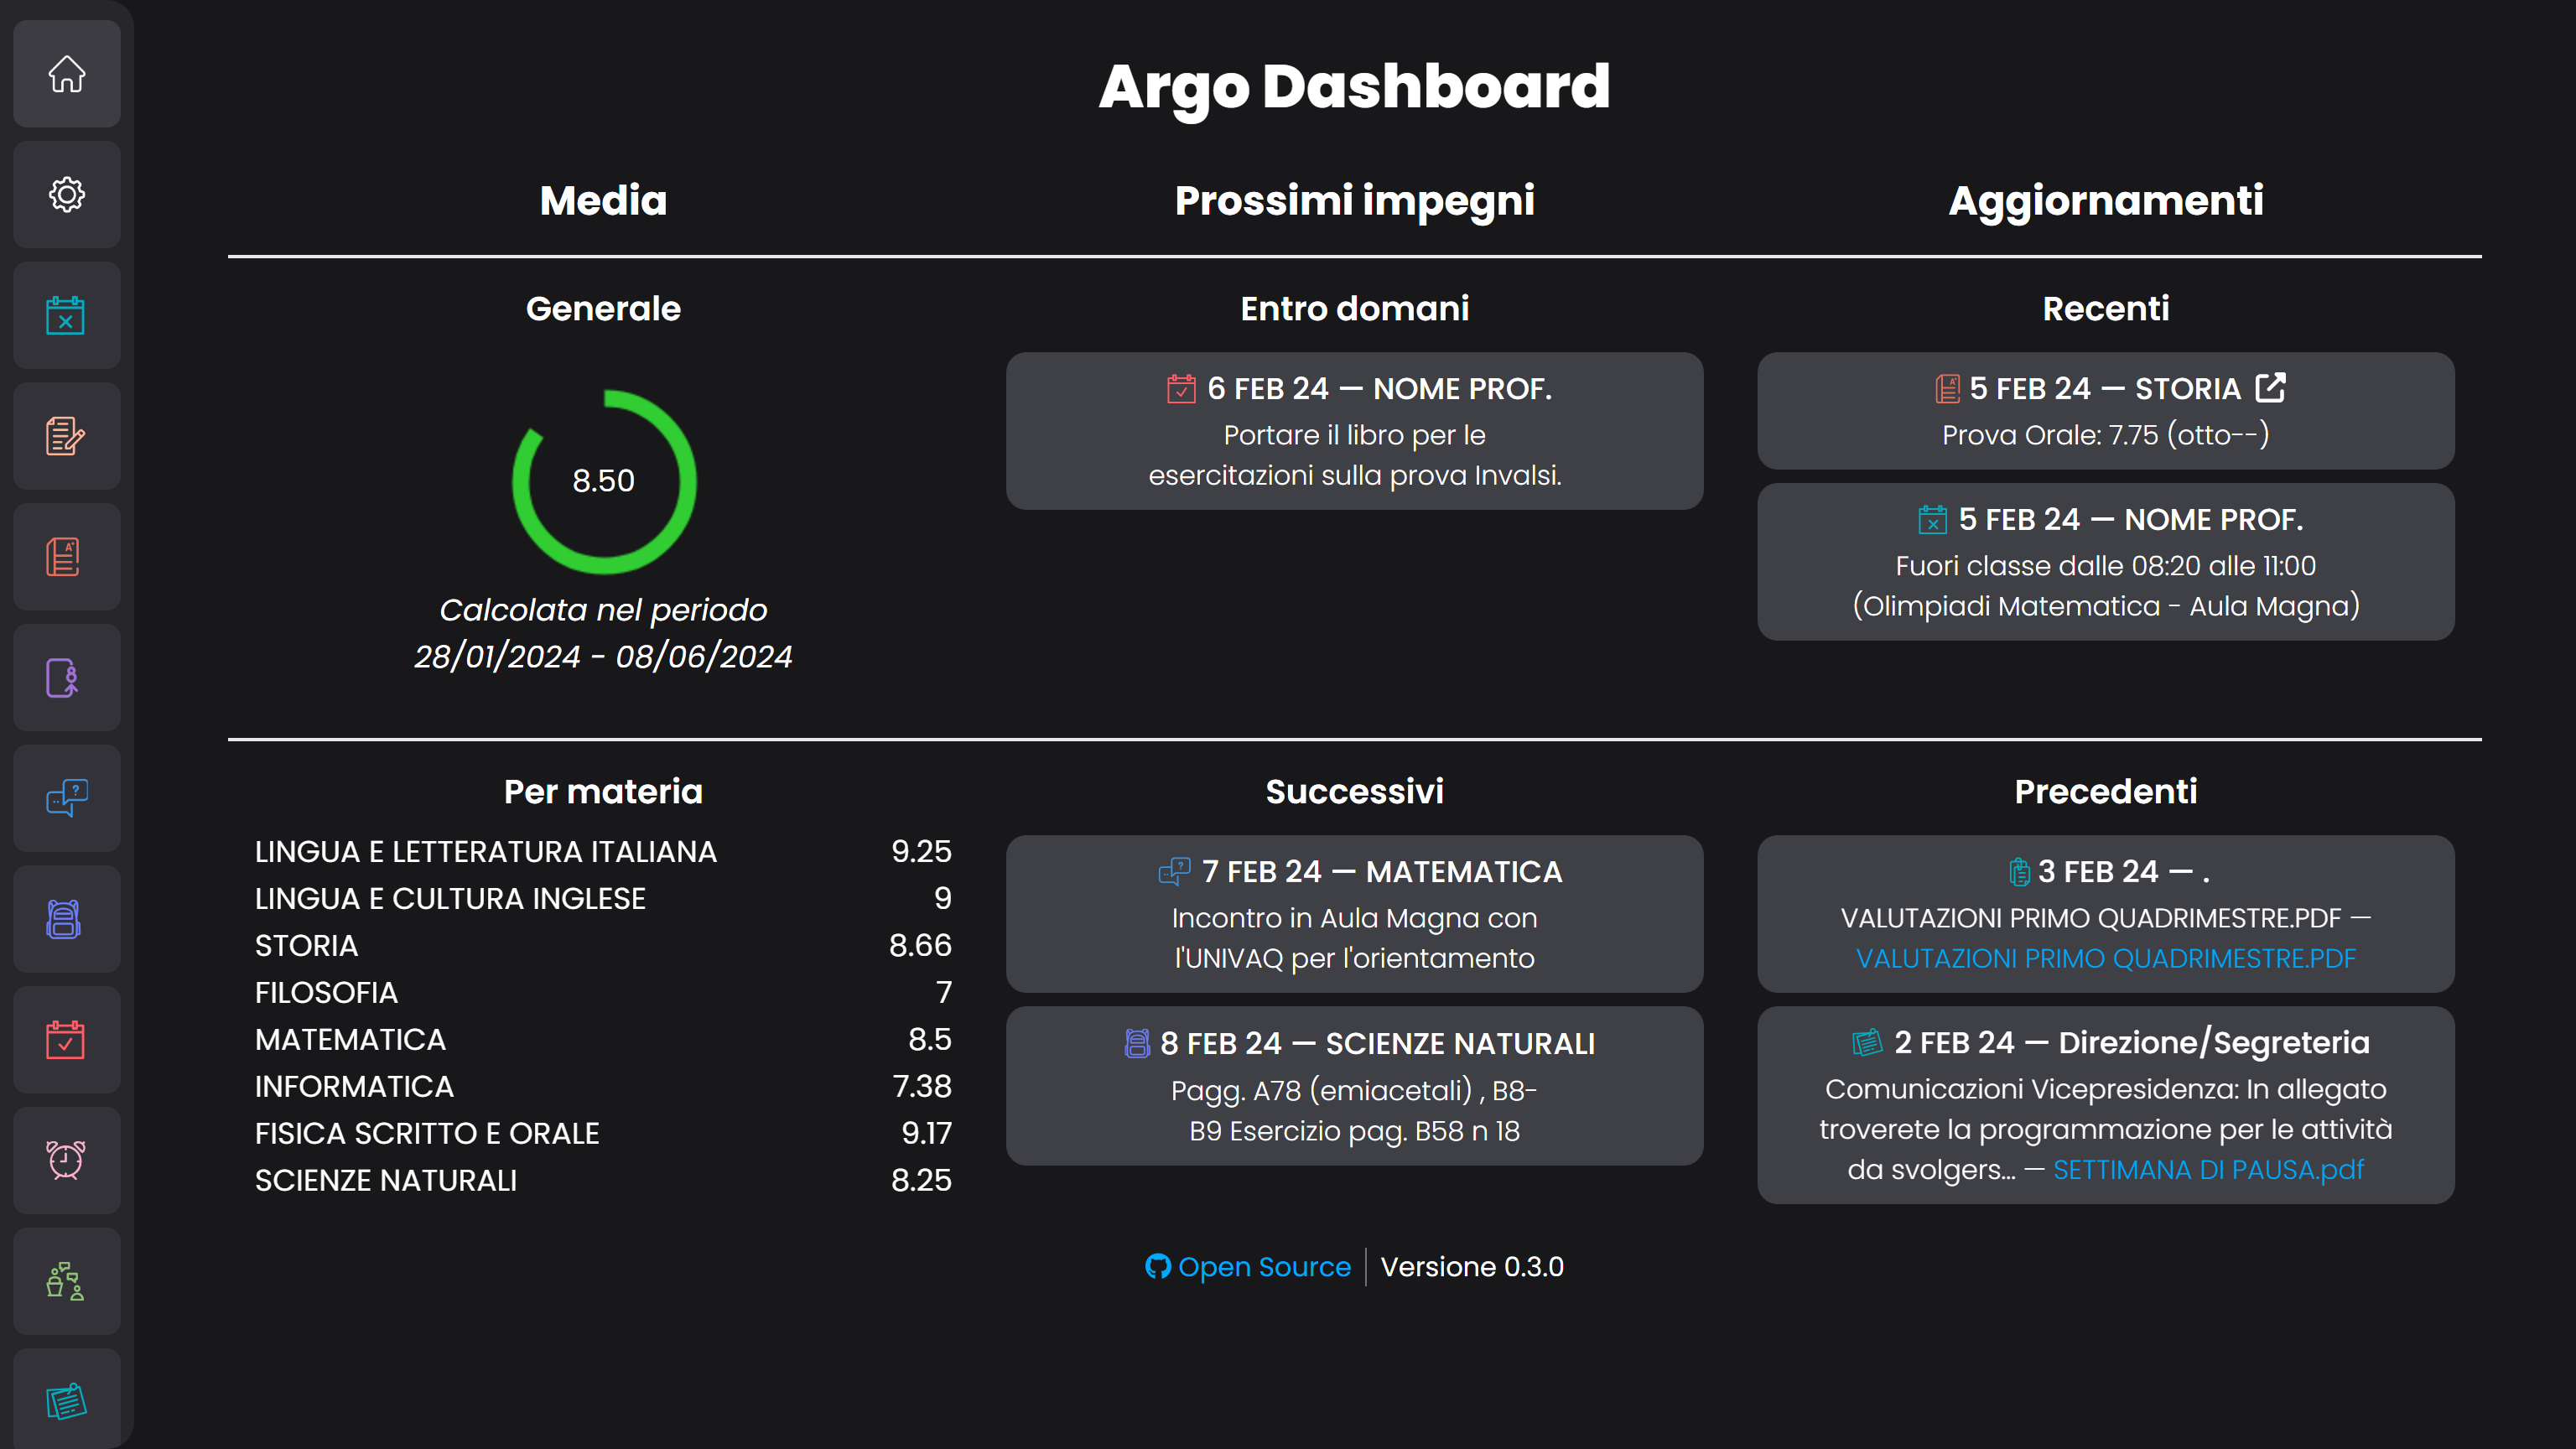 Argo Dashboard
Media
Generale
8.50
Calcolata nel periodo
28/01/2024 - 08/06/2024
Per materia
LINGUA E LETTERATURA ITALIANA 9.25
LINGUA E CULTURA INGLESE 9
STORIA 8.66
FILOSOFIA 7
MATEMATICA 8.5
INFORMATICA 7.38
FISICA SCRITTO E ORALE 9.17
SCIENZE NATURALI 8.25
Prossimi impegni
Entro domani
6 FEB 24 — NOME PROF.
Portare il libro per le
esercitazioni sulla prova Invalsi.
Successivi
7 FEB 24 — MATEMATICA
Incontro in Aula Magna con
l'UNIVAQ per l'orientamento
8 FEB 24 — SCIENZE NATURALI
Pagg. A78 (emiacetali) , B8-
B9 Esercizio pag. B58 n 18
Aggiornamenti
Recenti
5 FEB 24 — STORIA
Prova Orale: 7.75 (otto--)
5 FEB 24 — NOME PROF.
Fuori classe dalle 08:20 alle 11:00
(Olimpiadi Matematica - Aula Magna)
Precedenti
3 FEB 24 — .
VALUTAZIONI PRIMO QUADRIMESTRE.PDF —
VALUTAZIONI PRIMO QUADRIMESTRE.PDF
2 FEB 24 — Direzione/Segreteria
Comunicazioni Vicepresidenza: In allegato
troverete la programmazione per le attività
da svolgers... — SETTIMANA DI PAUSA.pdf
Open Source | Versione 0.3.0